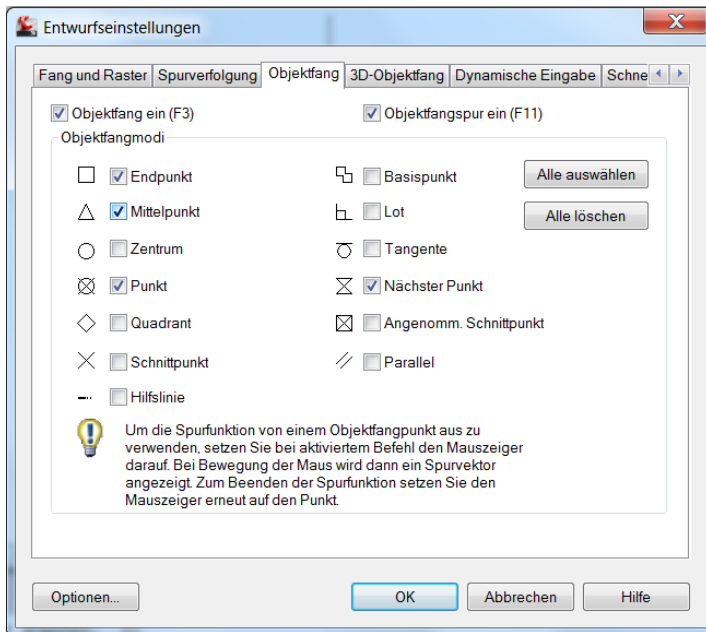 Entwurfseinstellungen
Fang und Raster Spurverfolgung Objektfang 3D-Objektfang Dynamische Eingabe Schne
Objektfang ein (F3) Objektfangspur ein (F11)
Objektfangmodi
Endpunkt Basispunkt Alle auswählen
Mittelpunkt Lot Alle löschen
Zentrum Tangente
Punkt Nächster Punkt
Quadrant Angenomm. Schnittpunkt
Schnittpunkt Parallel
Hilfslinie
Um die Spurfunktion von einem Objektfangpunkt aus zu
verwenden, setzen Sie bei aktiviertem Befehl den Mauszeiger
darauf. Bei Bewegung der Maus wird dann ein Spurvektor
angezeigt. Zum Beenden der Spurfunktion setzen Sie den
Mauszeiger erneut auf den Punkt.
Optionen... OK Abbrechen Hilfe